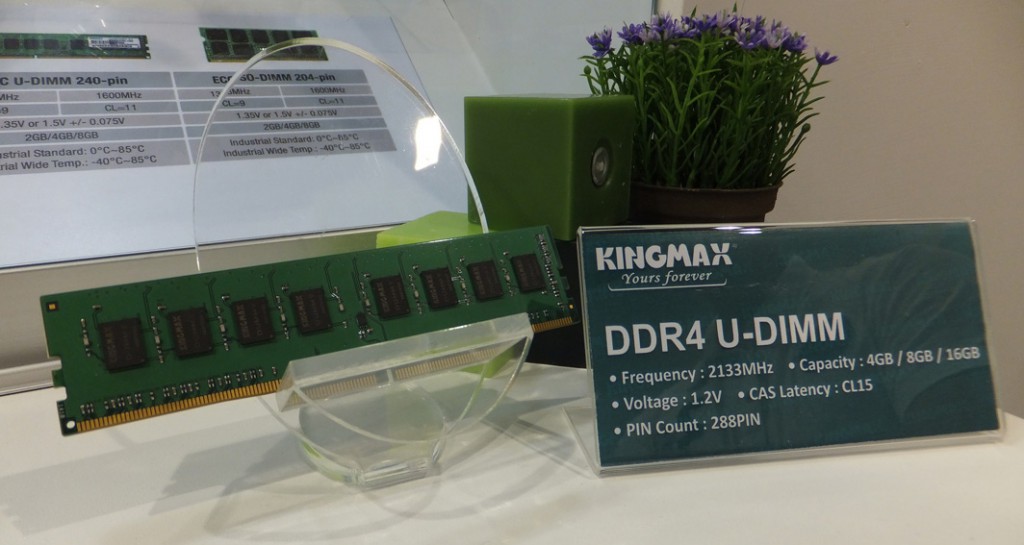 C U-DIMM 240-pin
MHz
1600MHz
CL=11
1.35V or 1.5V +/- 0.075V
2GB/4GB/8GB
Industrial Standard: 0°C~85°C
Industrial Wide Temp.: -40°C~85°C
SO-DIMM 204-pin
1600MHz
CL=9
CL=11
1.35V or 1.5V +/- 0.075V
2GB/4GB/8GB
Industrial Standard: 0°C~85°C
Industrial Wide Temp.: -40°C~85°C
KINGMAX
Yours forever
DDR4 U-DIMM
• Frequency : 2133MHz • Capacity : 4GB / 8GB / 16GB
• Voltage : 1.2V • CAS Latency : CL15
• PIN Count : 288PIN